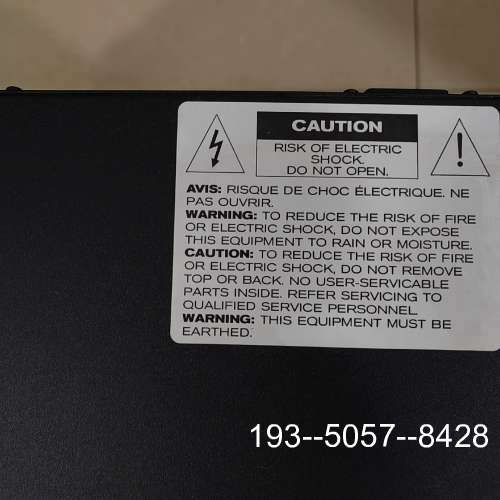 CAUTION
RISK OF ELECTRIC
SHOCK.
DO NOT OPEN.
AVIS: RISQUE DE CHOC ÉLECTRIQUE. NE
PAS OUVRIR.
WARNING: TO REDUCE THE RISK OF FIRE
OR ELECTRIC SHOCK, DO NOT EXPOSE
THIS EQUIPMENT TO RAIN OR MOISTURE.
CAUTION: TO REDUCE THE RISK OF FIRE
OR ELECTRIC SHOCK, DO NOT REMOVE
TOP OR BACK. NO USER-SERVICABLE
PARTS INSIDE. REFER SERVICING TO
QUALIFIED SERVICE PERSONNEL.
WARNING: THIS EQUIPMENT MUST BE
EARTHED.
193--5057--8428